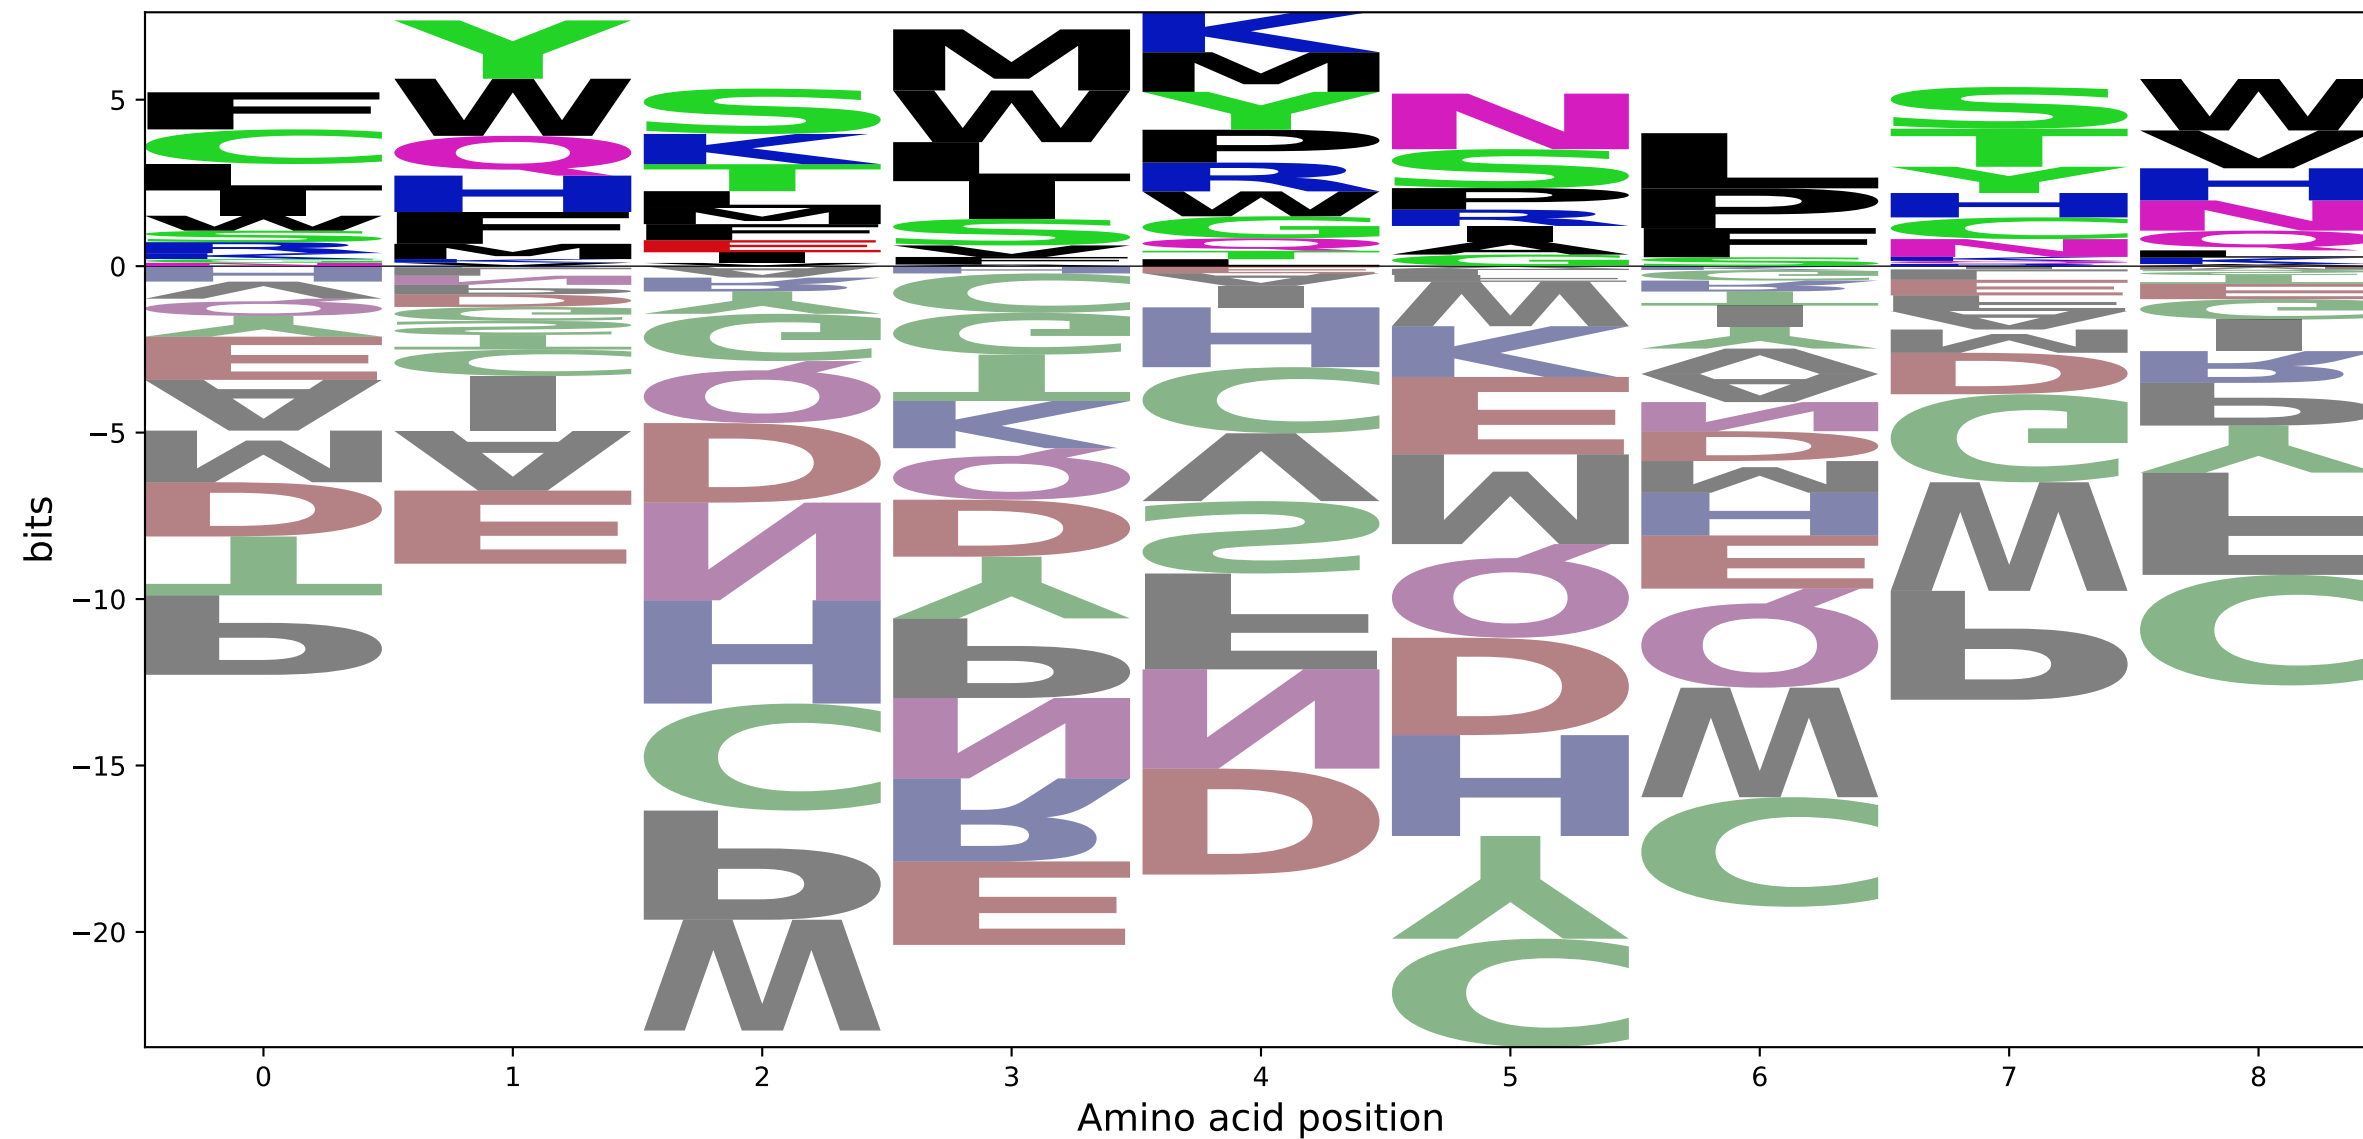 bits
5
0
−5
−10
−15
−20
F C L I S R H Q Y E A M D T P
Y W Q H F M N D G S T C I A E
S K T L M F E I V R Y G Q D N H C P W
M W L I S V H C G T K Q D Y P N R E
K M Y P R W G Q T E V I H C A S L N D
N S P R I A G W K E M Q D H Y C
L P F G R T I Y A V N D M H E Q W C
S T Y H C N E L V M D G W P
W V H N Q T E G I R P Y L C
0
1
2
3
4
5
6
7
8
Amino acid position